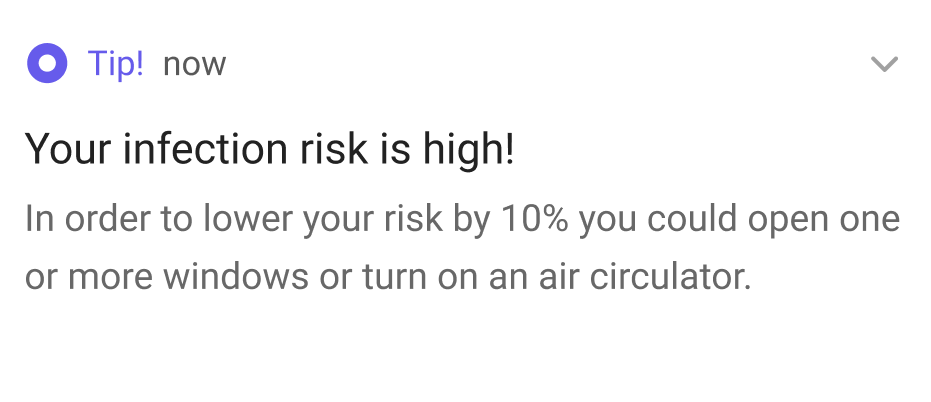 Tip! now
Your infection risk is high!
In order to lower your risk by 10% you could open one
or more windows or turn on an air circulator.